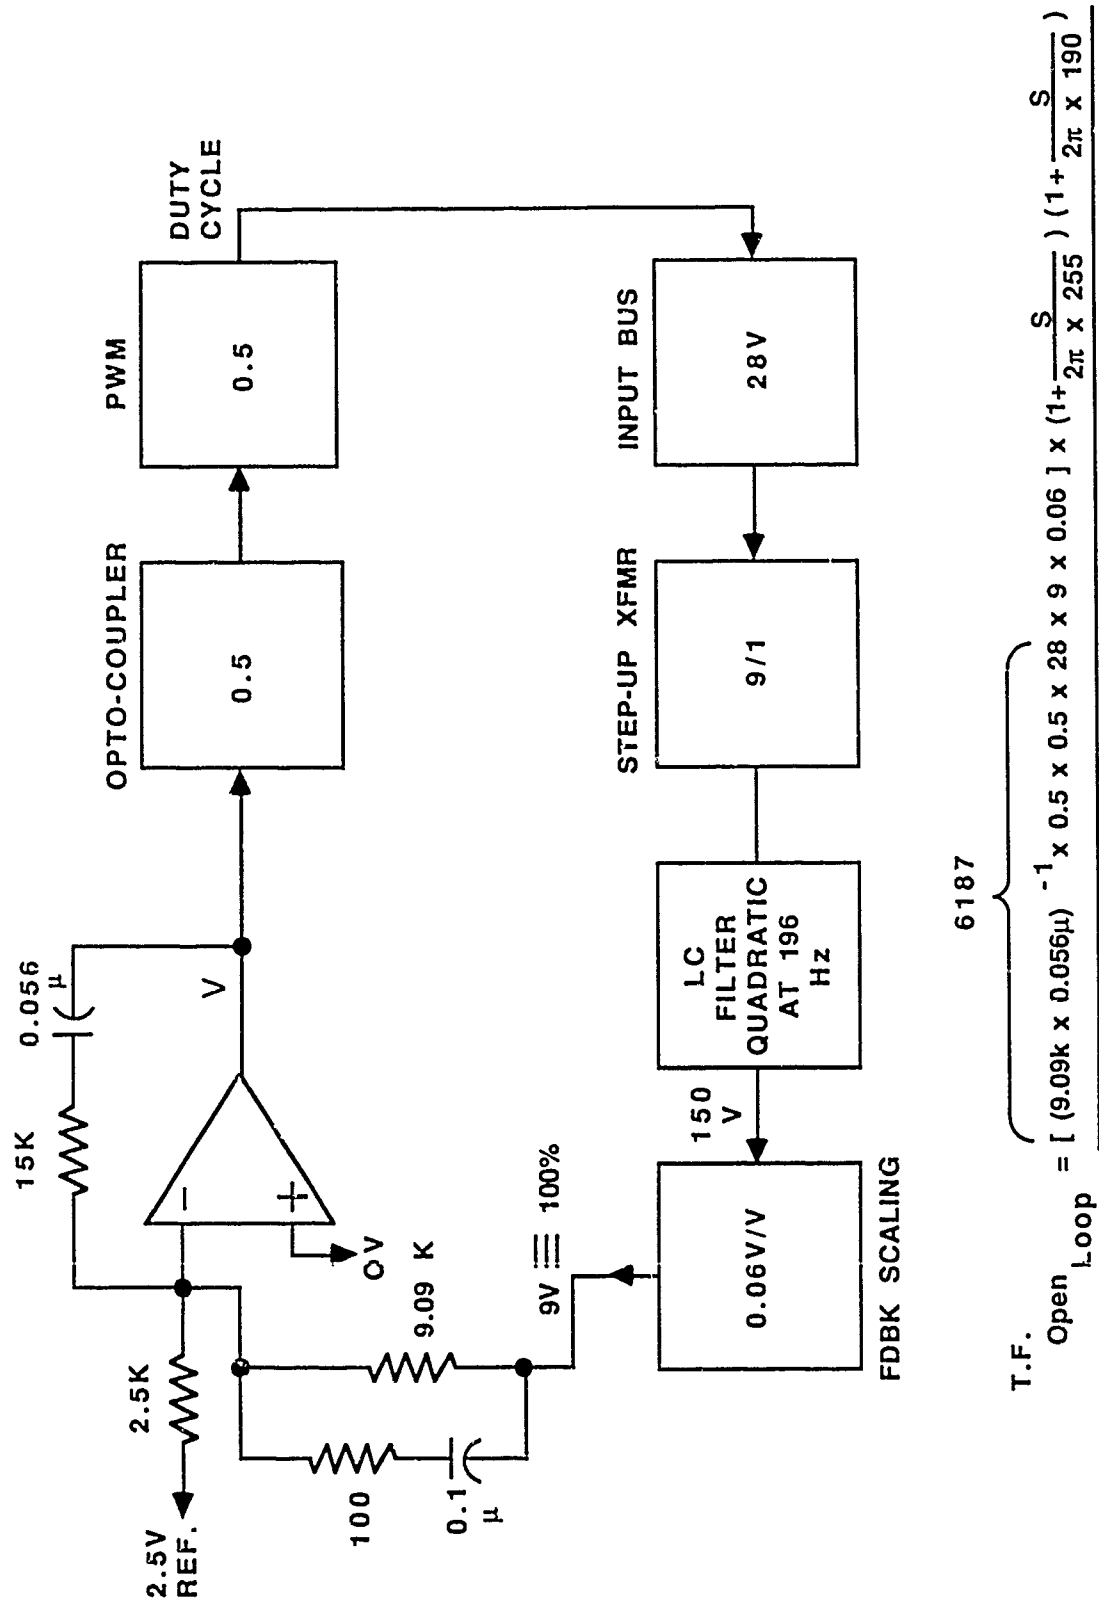 15K
0.056
μ
2.5K
2.5V
REF.
−
+
V
0V
9.09 K
100
0.1
μ
9V ≡ 100%
OPTO-COUPLER
0.5
PWM
0.5
DUTY
CYCLE
INPUT BUS
28V
STEP-UP XFMR
9/1
LC
FILTER
QUADRATIC
AT 196
Hz
150
V
0.06V/V
FDBK SCALING
6187
T.F.
Open Loop = [ (9.09k x 0.056μ) -1 x 0.5 x 0.5 x 28 x 9 x 0.06 ] x (1+ S / 2π x 255 ) (1+ S / 2π x 190 )